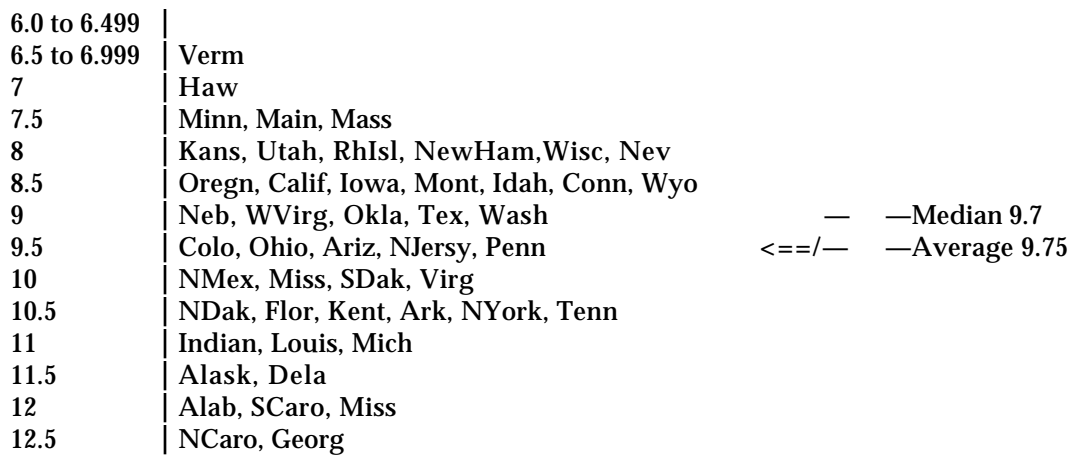 6.0 to 6.499 |
6.5 to 6.999 | Verm
7 | Haw
7.5 | Minn, Main, Mass
8 | Kans, Utah, RhIsl, NewHam,Wisc, Nev
8.5 | Oregn, Calif, Iowa, Mont, Idah, Conn, Wyo
9 | Neb, WVirg, Okla, Tex, Wash — —Median 9.7
9.5 | Colo, Ohio, Ariz, NJersy, Penn <==/— —Average 9.75
10 | NMex, Miss, SDak, Virg
10.5 | NDak, Flor, Kent, Ark, NYork, Tenn
11 | Indian, Louis, Mich
11.5 | Alask, Dela
12 | Alab, SCaro, Miss
12.5 | NCaro, Georg